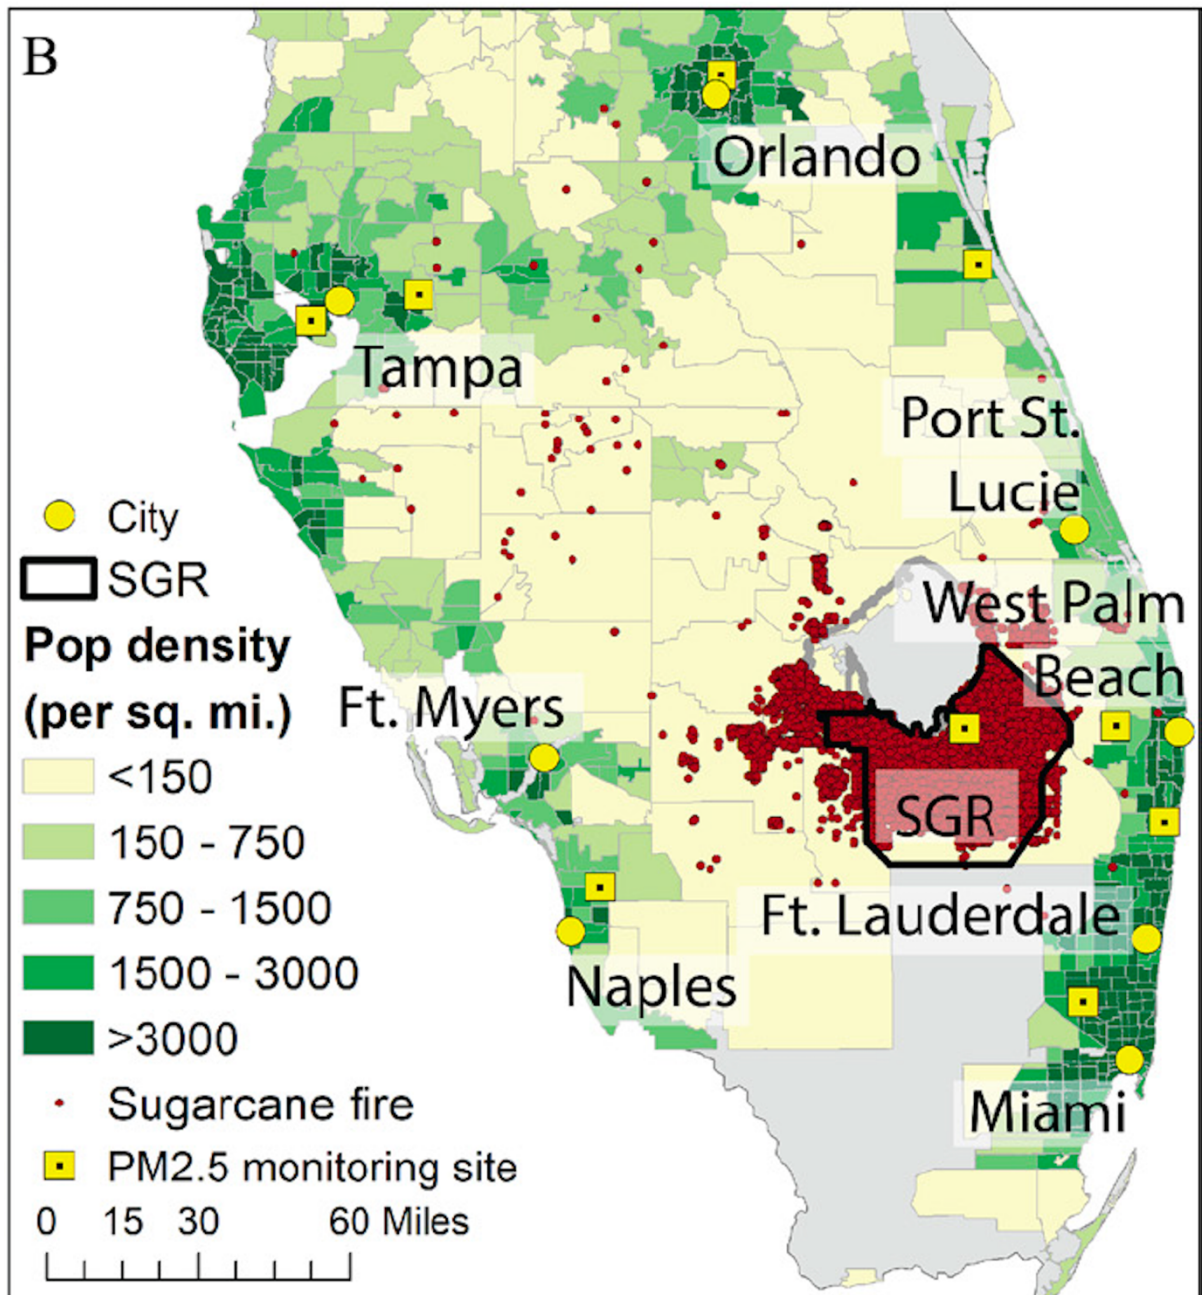 B
Orlando
Tampa
Port St.
Lucie
West Palm
Beach
Ft. Myers
SGR
Ft. Lauderdale
Naples
Miami
City
SGR
Pop density
(per sq. mi.)
<150
150 - 750
750 - 1500
1500 - 3000
>3000
Sugarcane fire
PM2.5 monitoring site
0 15 30 60 Miles